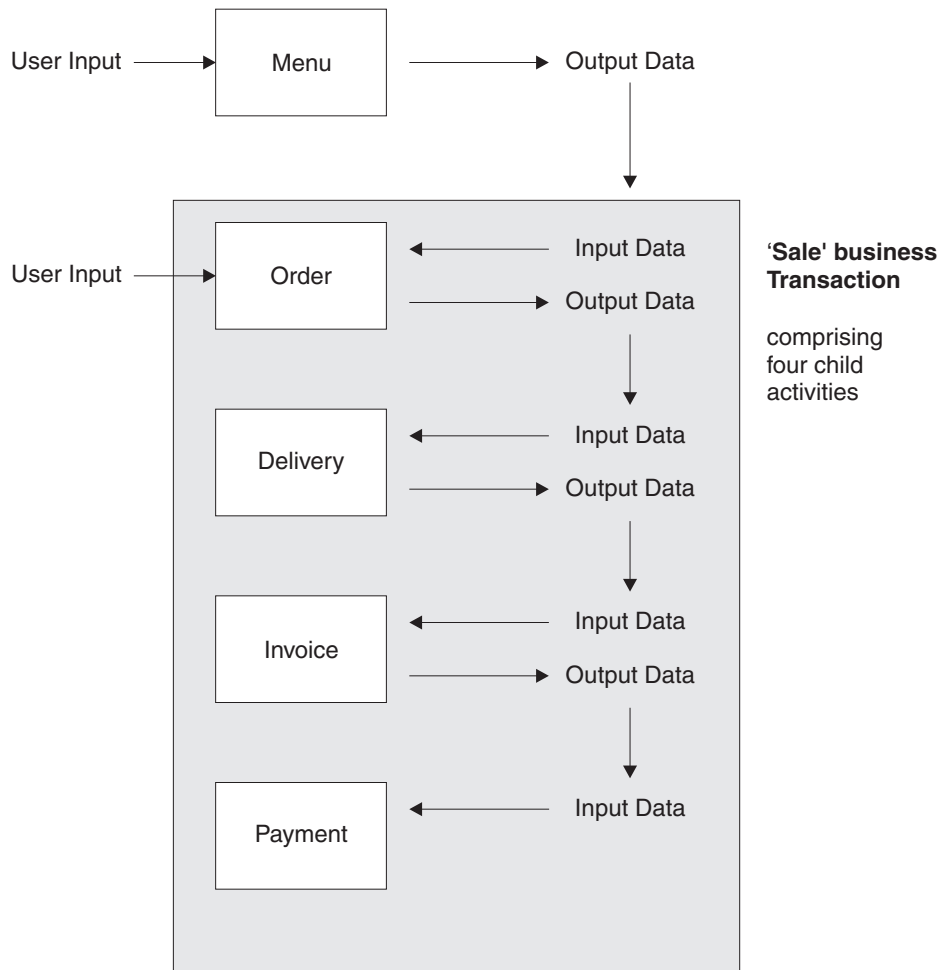 User Input
Menu
Output Data
Input Data
User Input
Order
Output Data
‘Sale' business
Transaction
comprising
four child
activities
Input Data
Delivery
Output Data
Input Data
Invoice
Output Data
Input Data
Payment